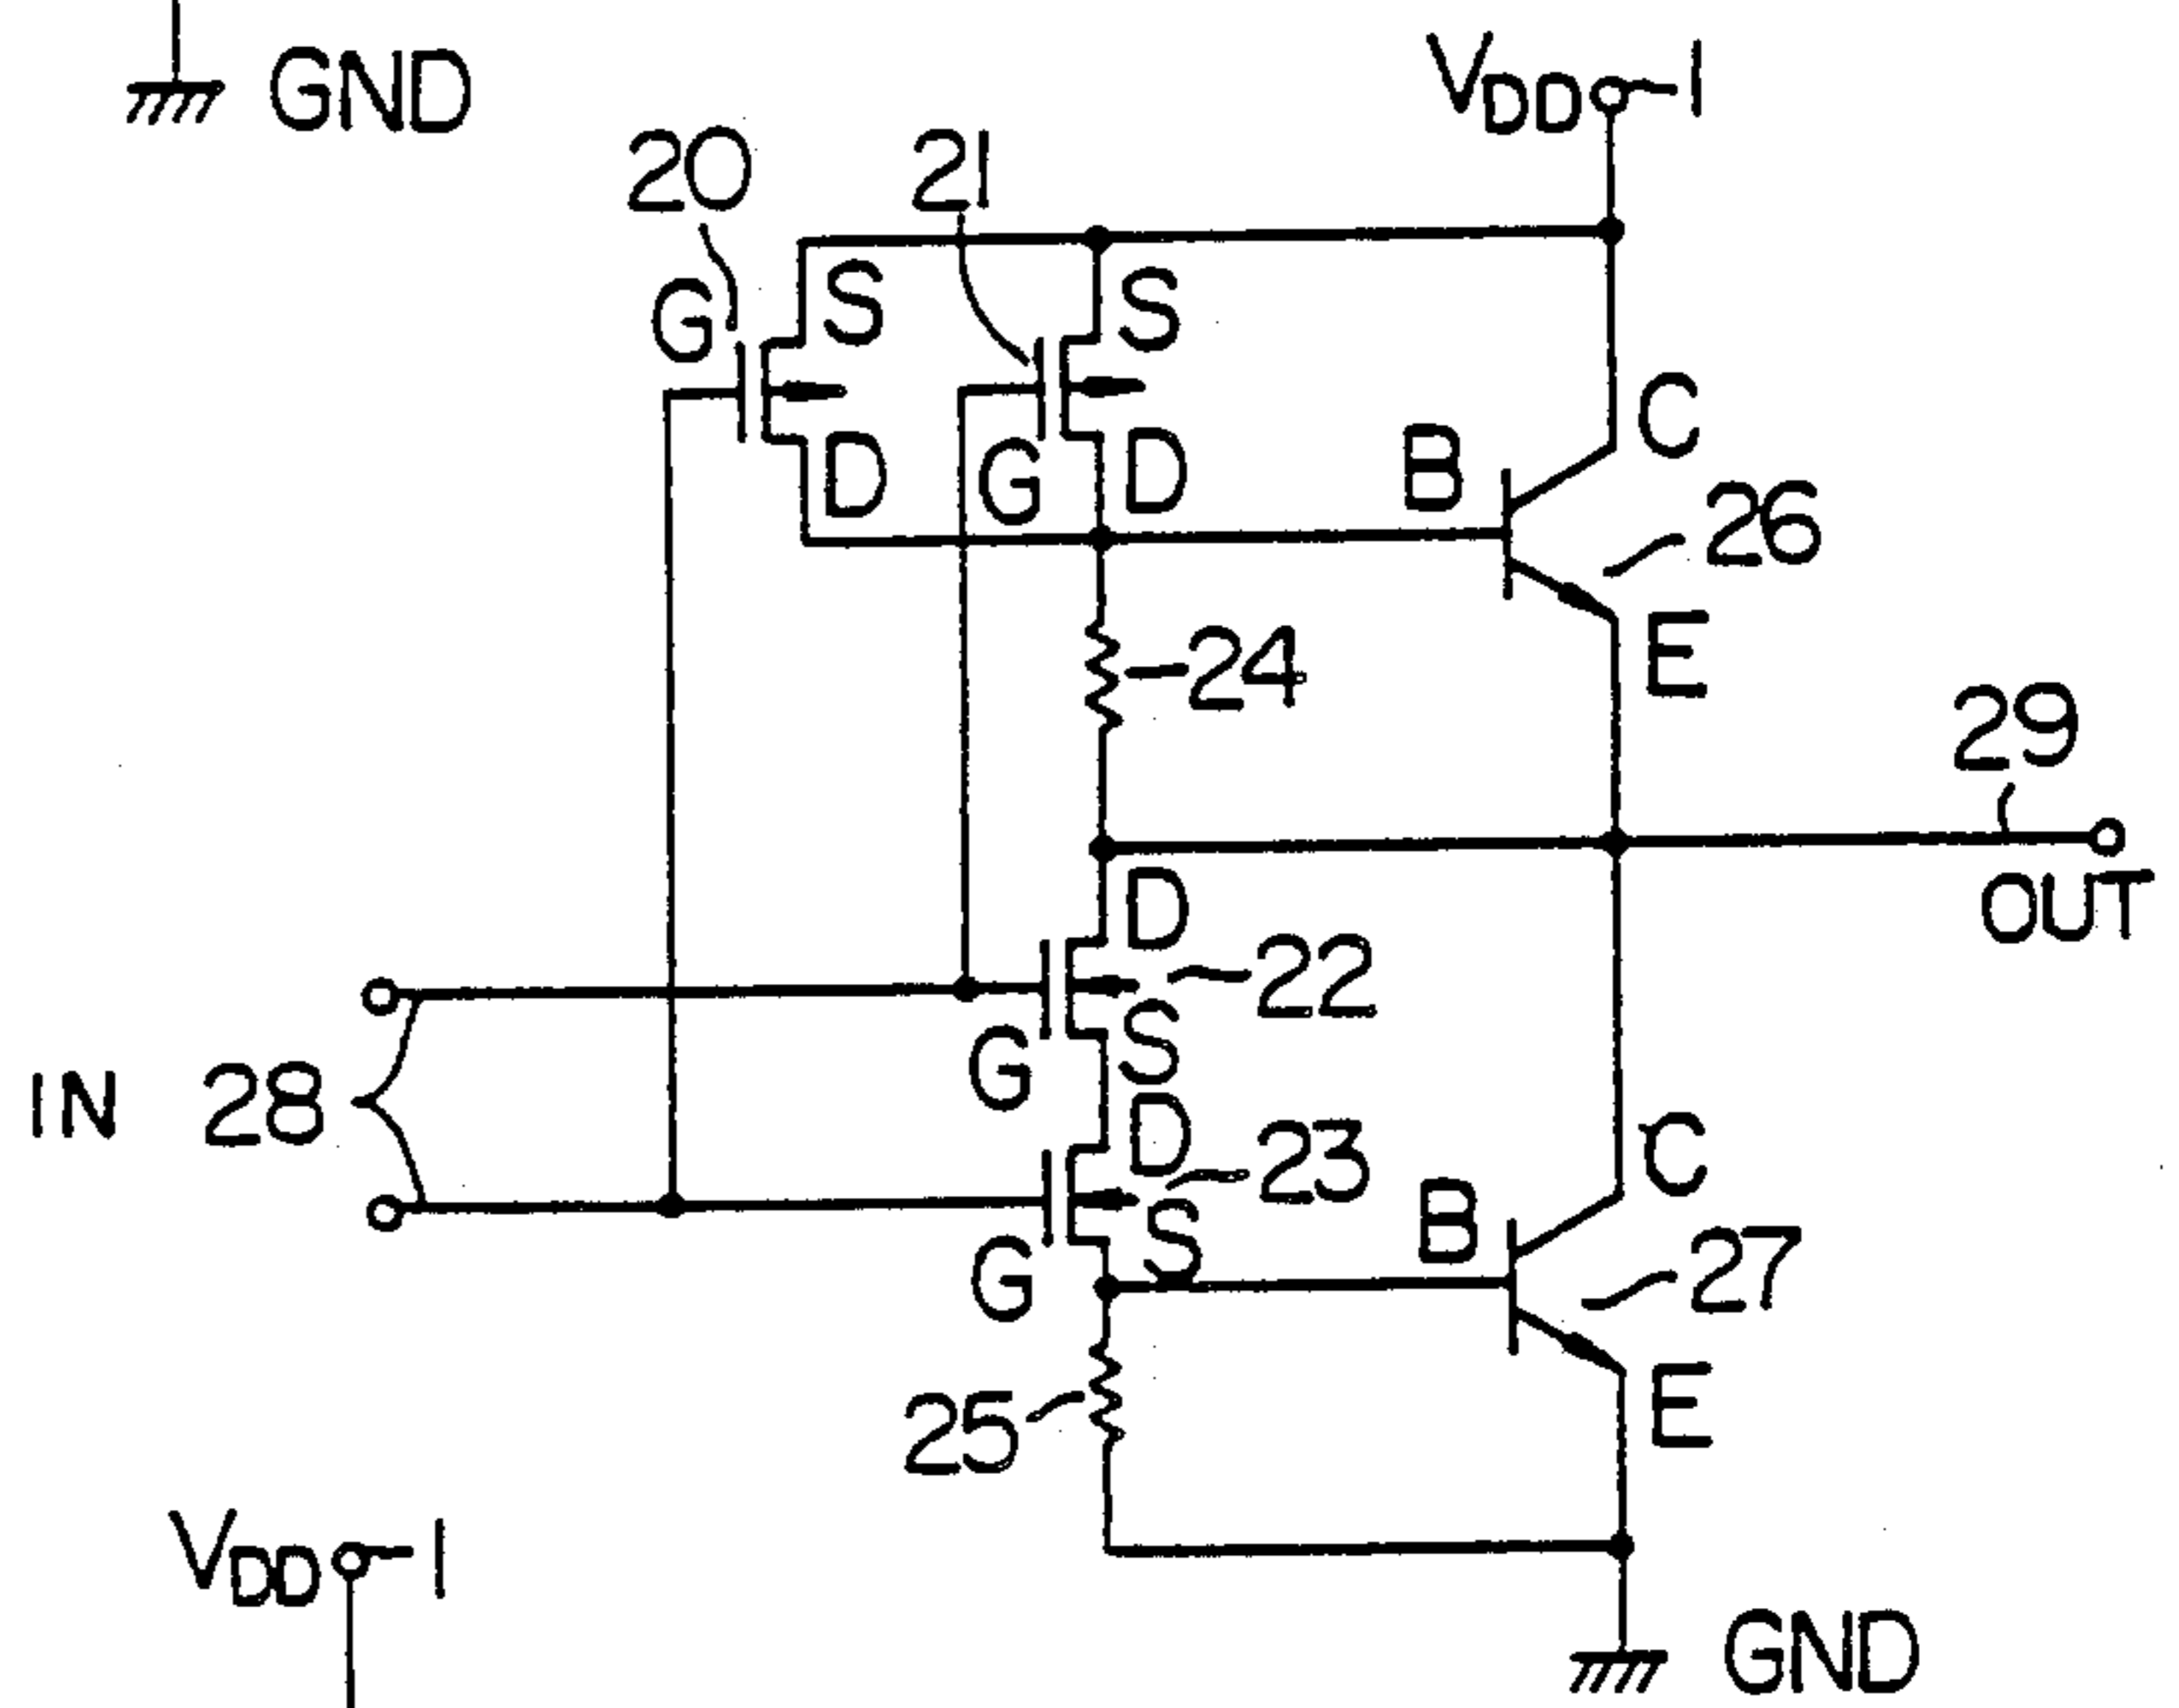 GND
VDD 1
20 21
G S S
C
D G D B
26
E
24
29
OUT
D
22
G S
IN 28
D
23
C
S B
G 27
25 E
VDD 1
GND